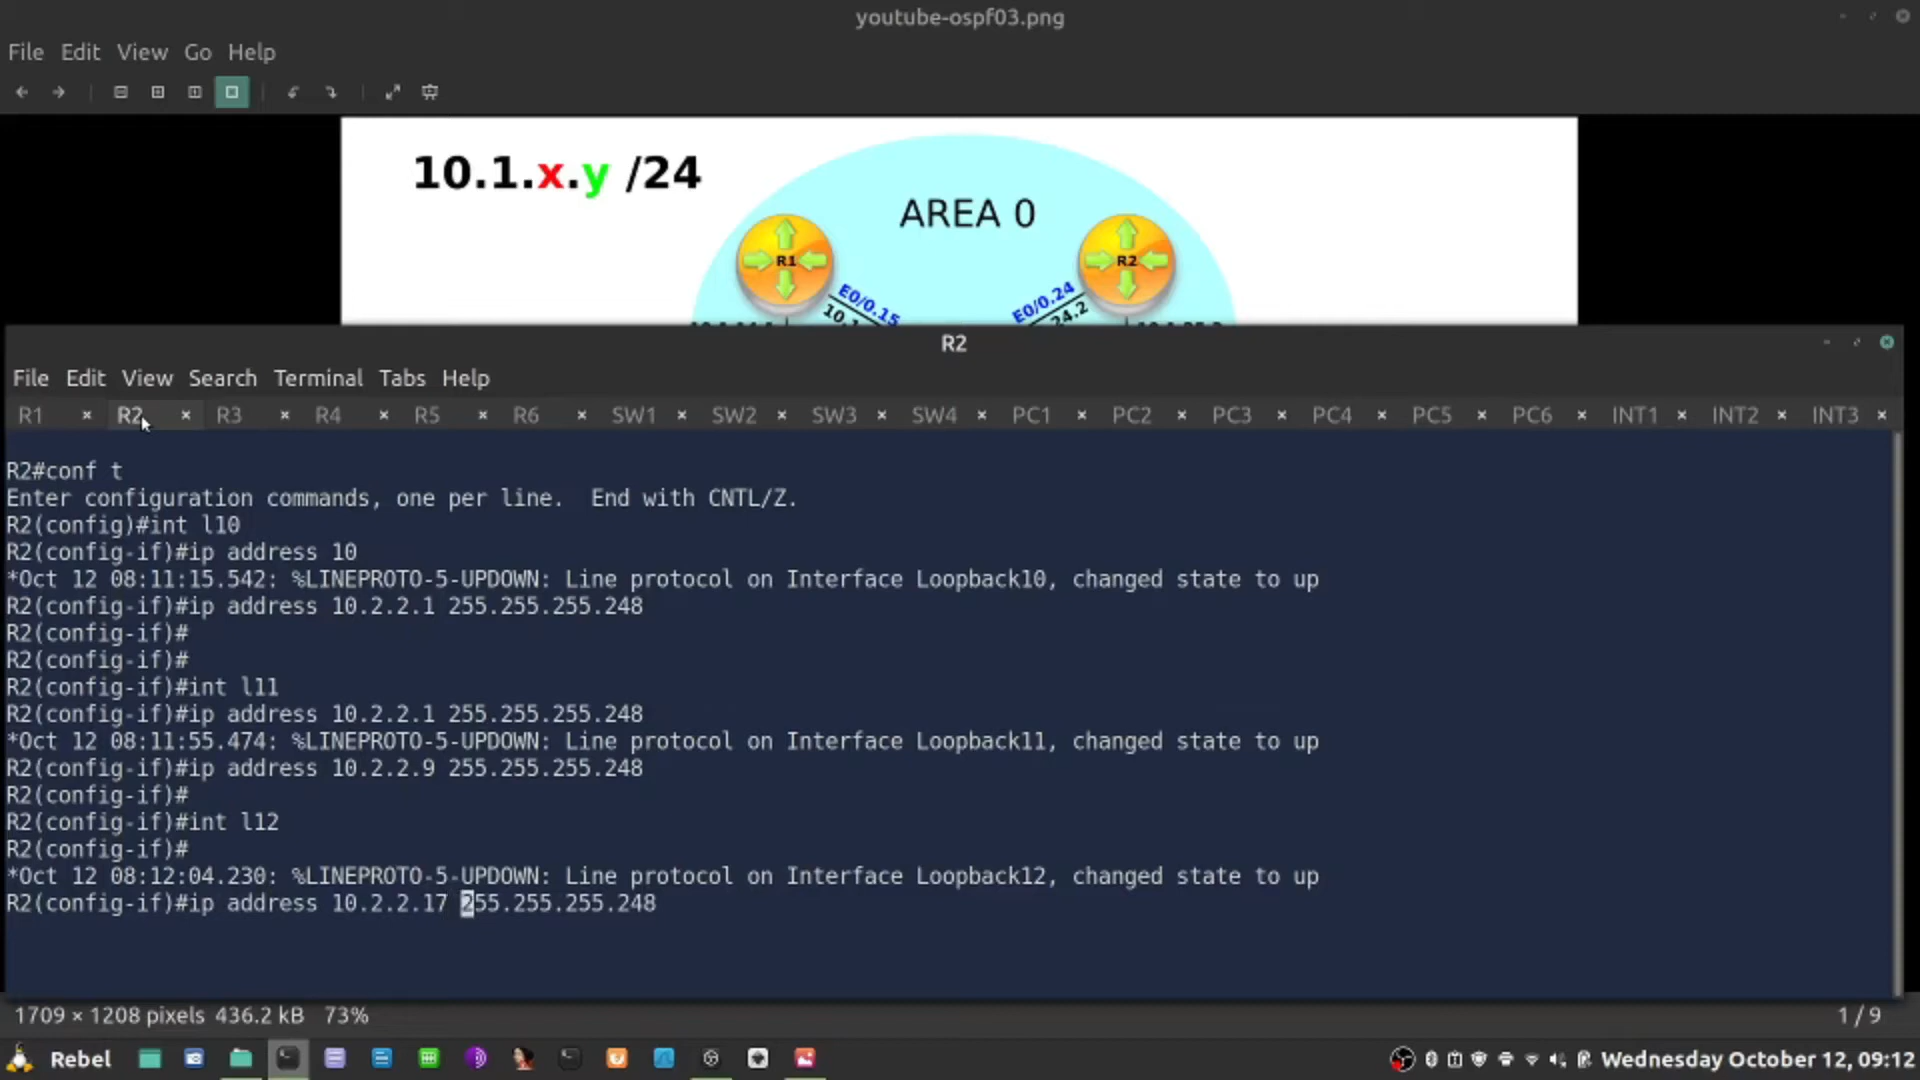 youtube-ospf03.png
File Edit View Go Help
10.1.x.y /24
AREA 0
R1
R2
E0/0.15
E0/0.24
10.1
24.2
R2
File Edit View Search Terminal Tabs Help
R1 × R2 × R3 × R4 × R5 × R6 × SW1 × SW2 × SW3 × SW4 × PC1 × PC2 × PC3 × PC4 × PC5 × PC6 × INT1 × INT2 × INT3 ×
R2#conf t
Enter configuration commands, one per line.  End with CNTL/Z.
R2(config)#int l10
R2(config-if)#ip address 10
*Oct 12 08:11:15.542: %LINEPROTO-5-UPDOWN: Line protocol on Interface Loopback10, changed state to up
R2(config-if)#ip address 10.2.2.1 255.255.255.248
R2(config-if)#
R2(config-if)#
R2(config-if)#int l11
R2(config-if)#ip address 10.2.2.1 255.255.255.248
*Oct 12 08:11:55.474: %LINEPROTO-5-UPDOWN: Line protocol on Interface Loopback11, changed state to up
R2(config-if)#ip address 10.2.2.9 255.255.255.248
R2(config-if)#
R2(config-if)#int l12
R2(config-if)#
*Oct 12 08:12:04.230: %LINEPROTO-5-UPDOWN: Line protocol on Interface Loopback12, changed state to up
R2(config-if)#ip address 10.2.2.17 255.255.255.248
1709 × 1208 pixels 436.2 kB 73%
1 / 9
Rebel
Wednesday October 12, 09:12